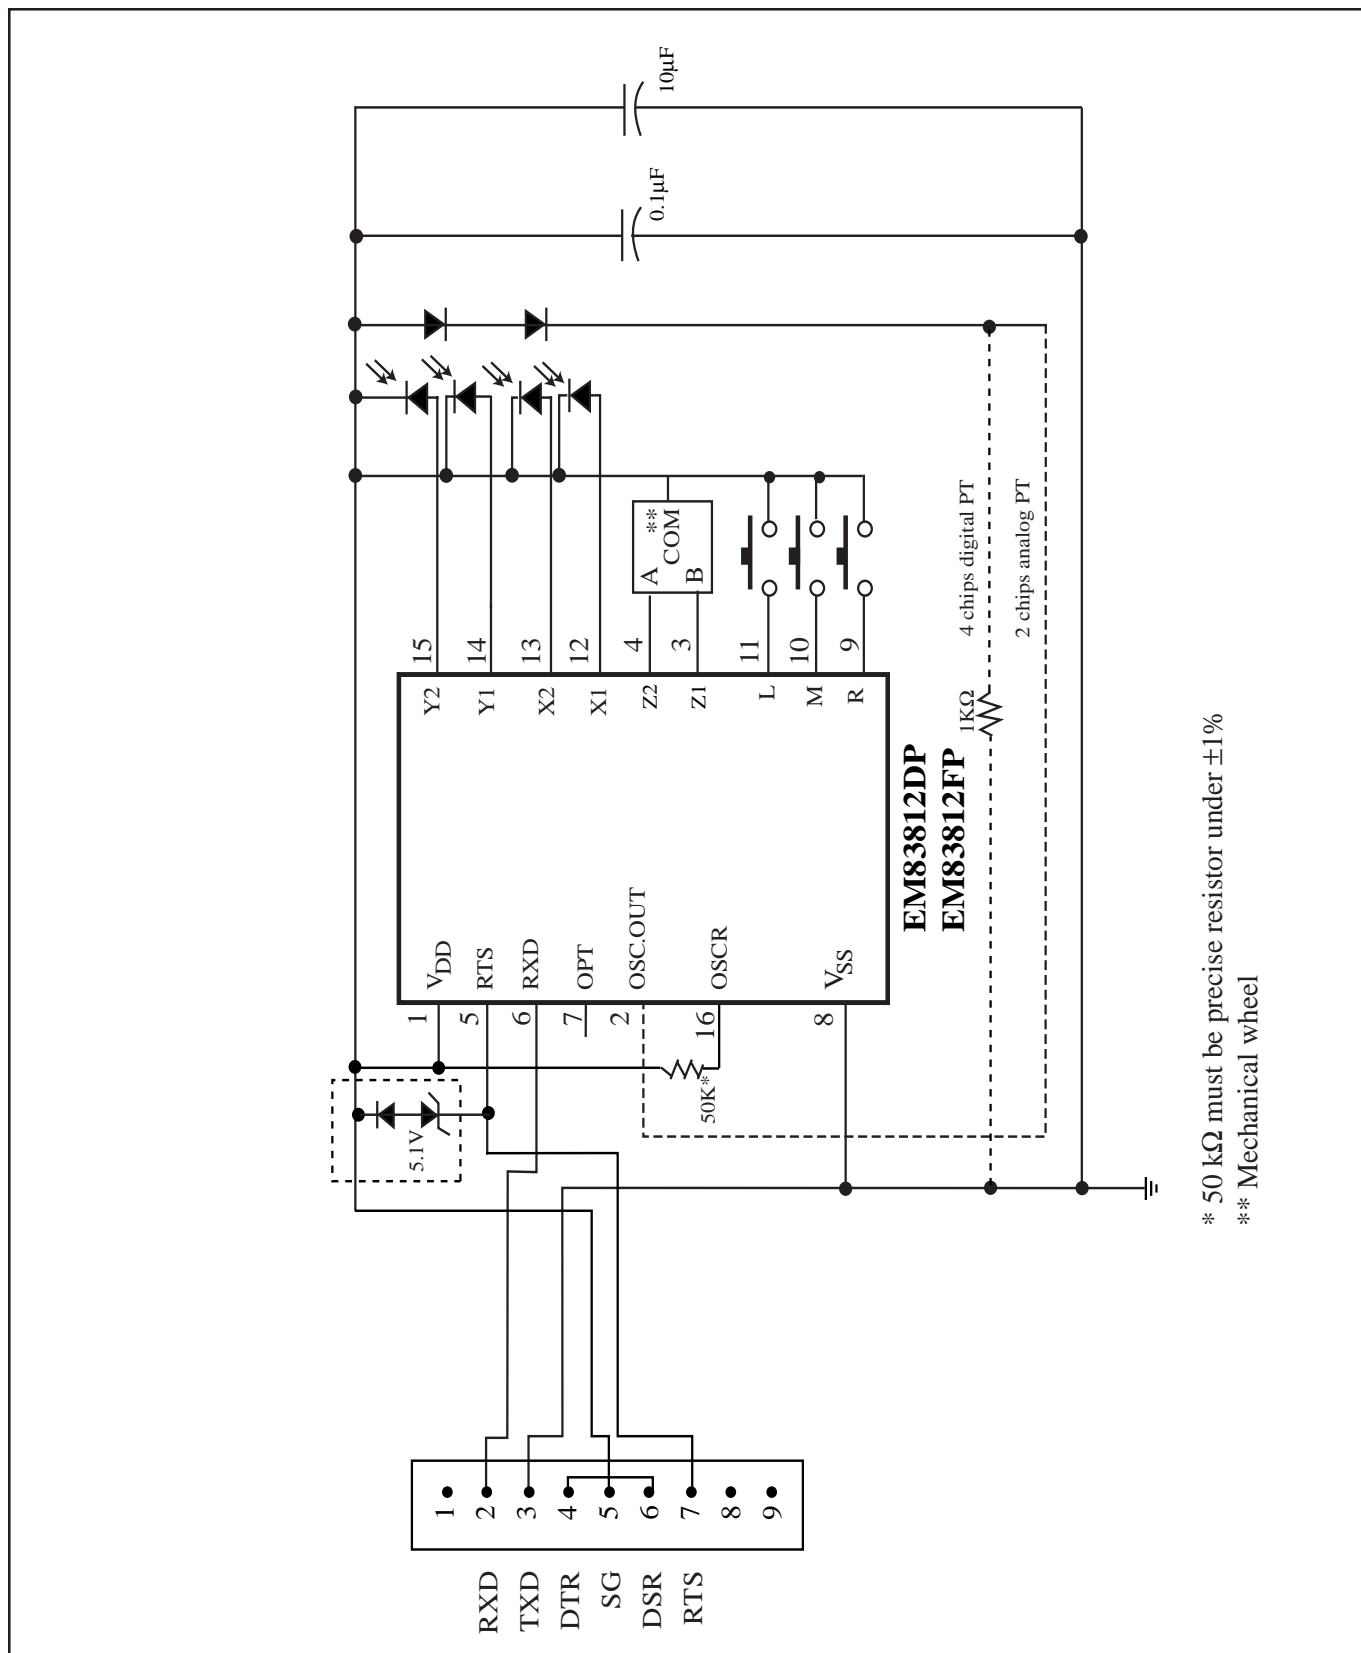 10µF
0.1µF
4 chips digital PT
2 chips analog PT
1KΩ
**
COM
A
B
15
14
13
12
4
3
11
10
9
Y2
Y1
X2
X1
Z2
Z1
L
M
R
EM83812DP
EM83812FP
VDD
RTS
RXD
OPT
OSC.OUT
OSCR
VSS
1
5
6
7
2
16
8
5.1V
50K*
1
2
3
4
5
6
7
8
9
RXD
TXD
DTR
SG
DSR
RTS
* 50 kΩ must be precise resistor under ±1%
** Mechanical wheel